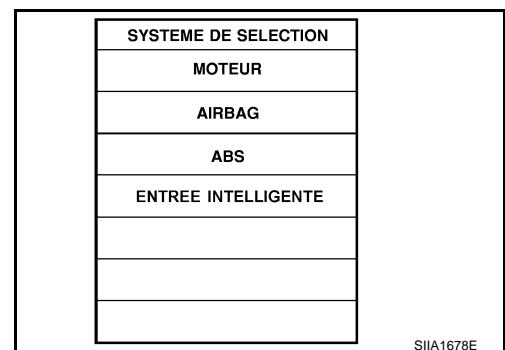 SYSTEME DE SELECTION
MOTEUR
AIRBAG
ABS
ENTREE INTELLIGENTE
SIIA1678E